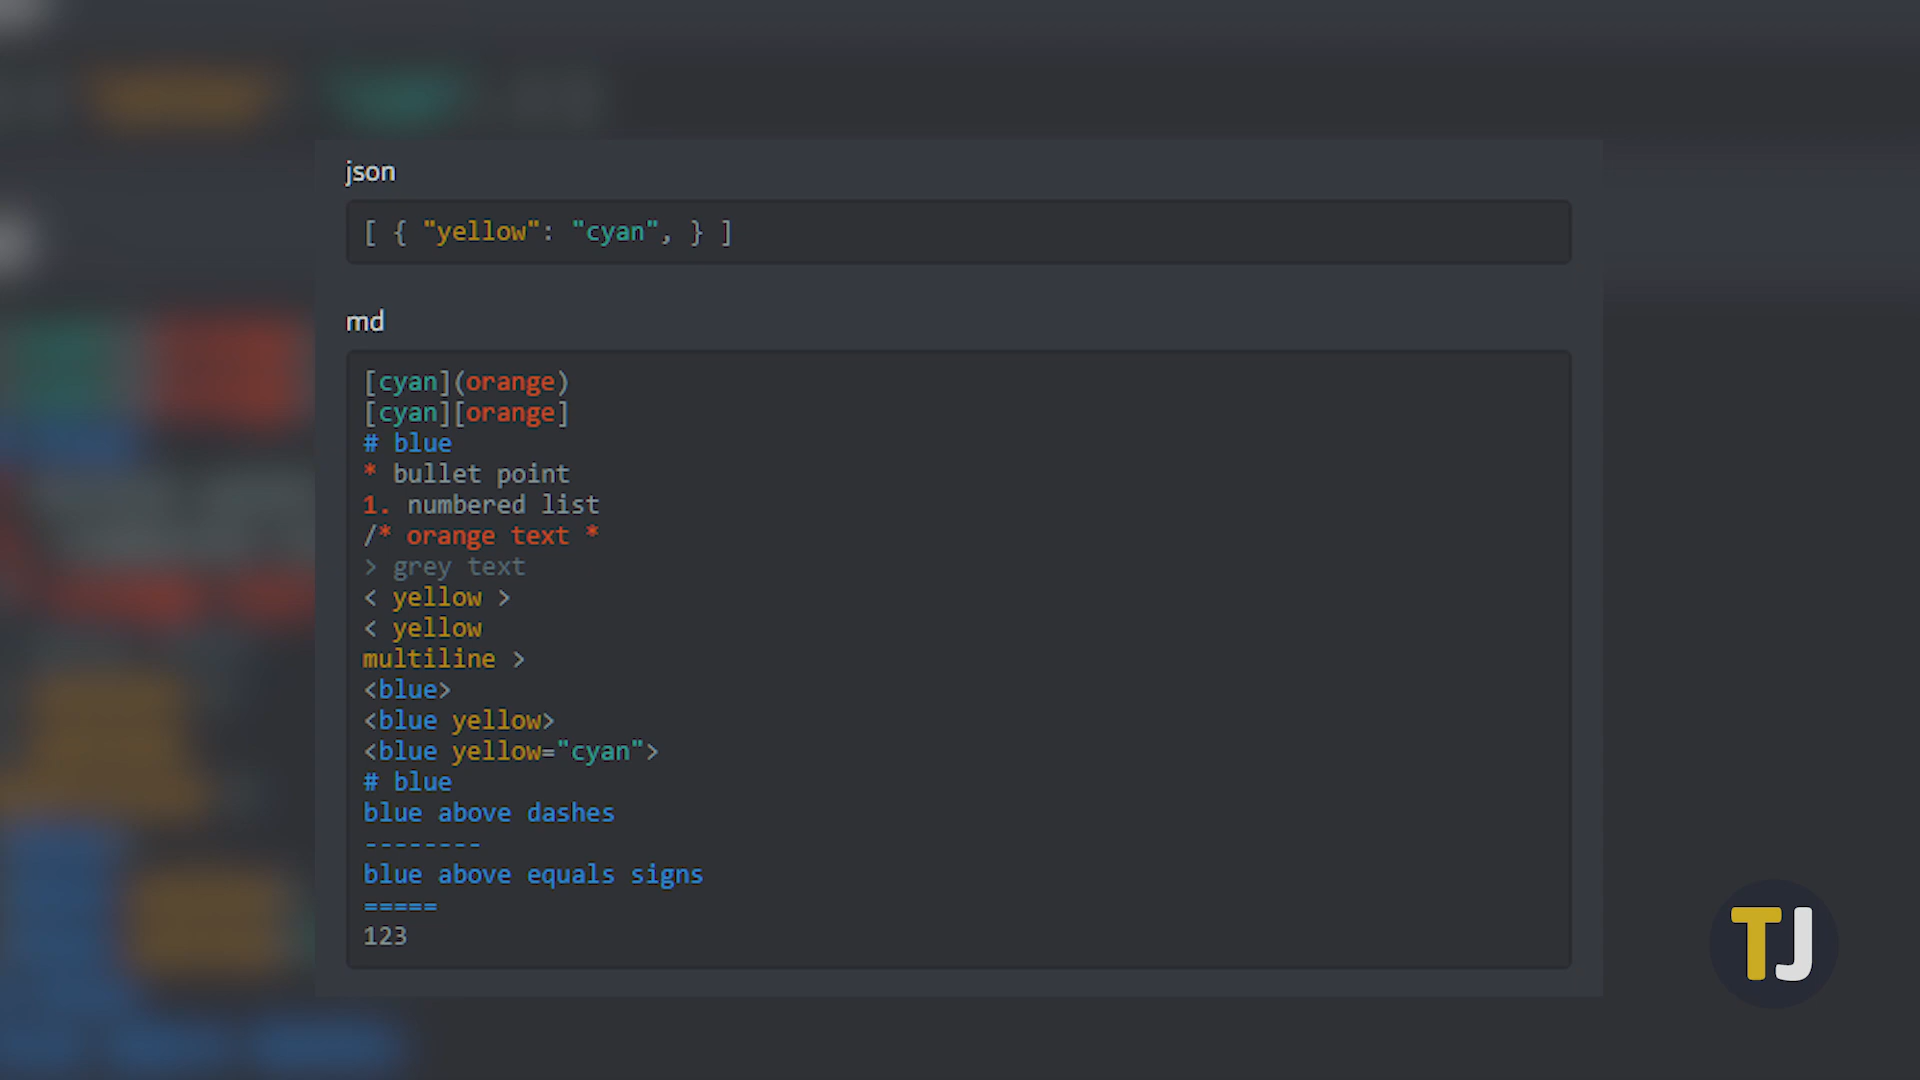 json
[ { "yellow": "cyan", } ]
md
[cyan](orange)
[cyan][orange]
# blue
* bullet point
1. numbered list
/* orange text *
> grey text
< yellow >
< yellow
multiline >
<blue>
<blue yellow>
<blue yellow="cyan">
# blue
blue above dashes
--------
blue above equals signs
=====
123
TJ